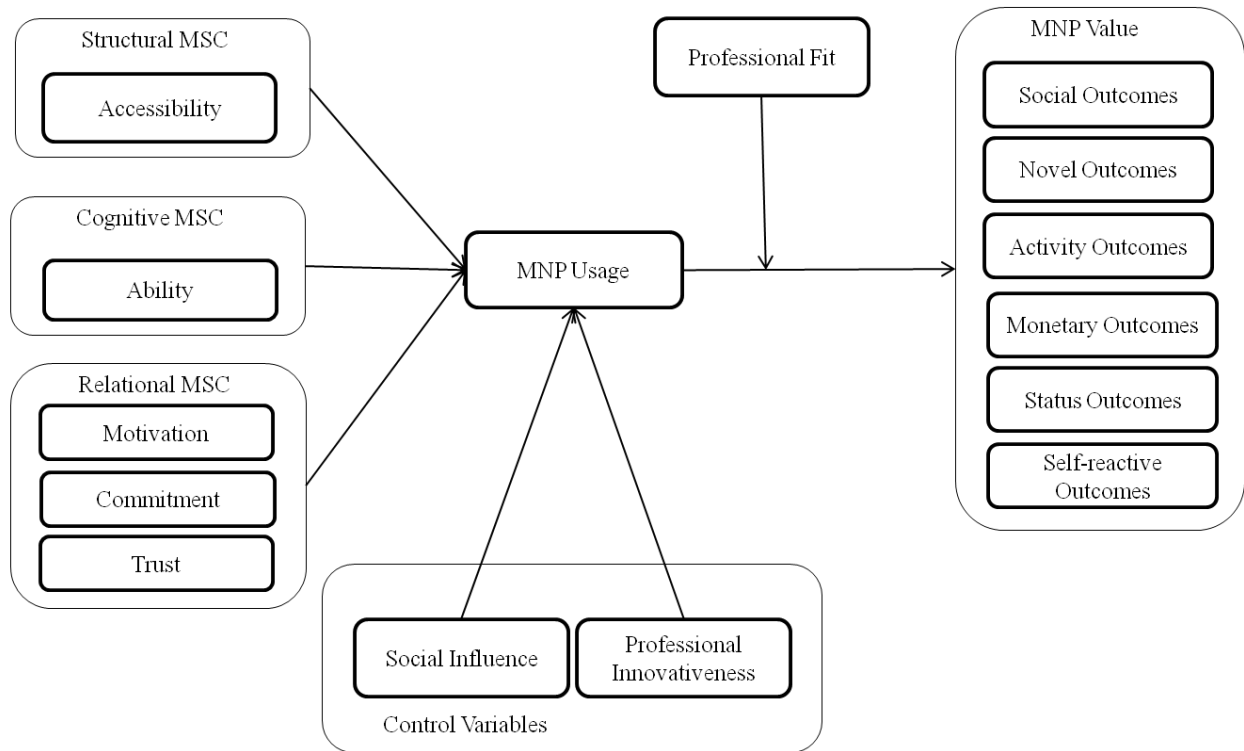 Structural MSC
Accessibility
Cognitive MSC
Ability
Relational MSC
Motivation
Commitment
Trust
MNP Usage
Professional Fit
Social Influence
Professional
Innovativeness
Control Variables
MNP Value
Social Outcomes
Novel Outcomes
Activity Outcomes
Monetary Outcomes
Status Outcomes
Self-reactive
Outcomes